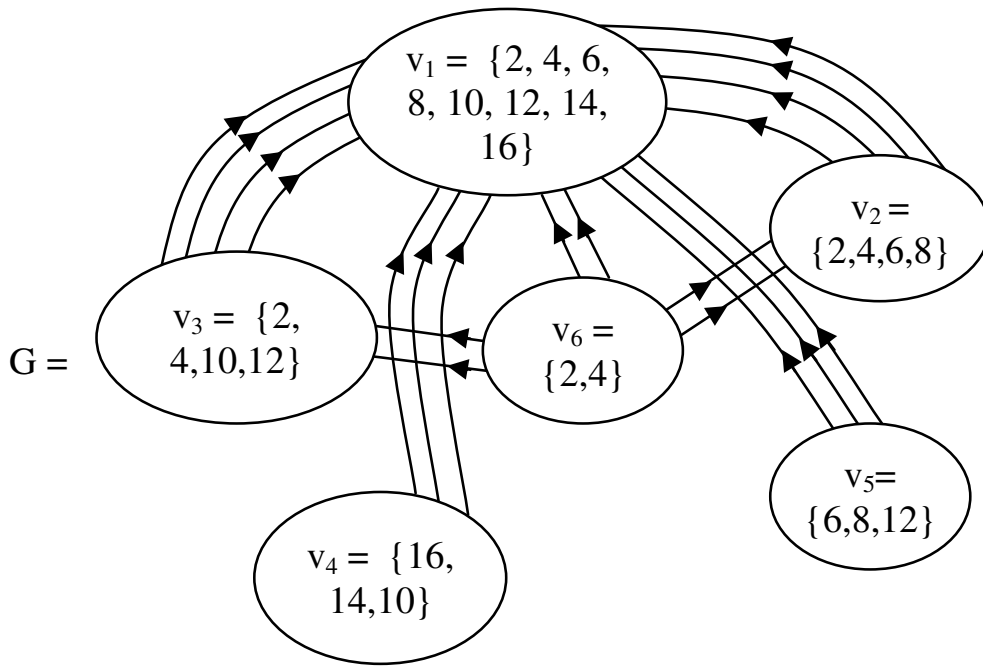 v₁ = {2, 4, 6,
8, 10, 12, 14,
16}
v₂ =
{2,4,6,8}
v₃ = {2,
4,10,12}
v₆ =
{2,4}
G =
v₅=
{6,8,12}
v₄ = {16,
14,10}